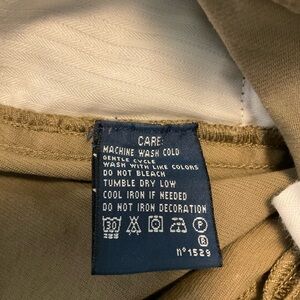 CARE:
MACHINE WASH COLD
GENTLE CYCLE
WASH WITH LIKE COLORS
DO NOT BLEACH
TUMBLE DRY LOW
COOL IRON IF NEEDED
DO NOT IRON DECORATION
30 P
R
nº1529